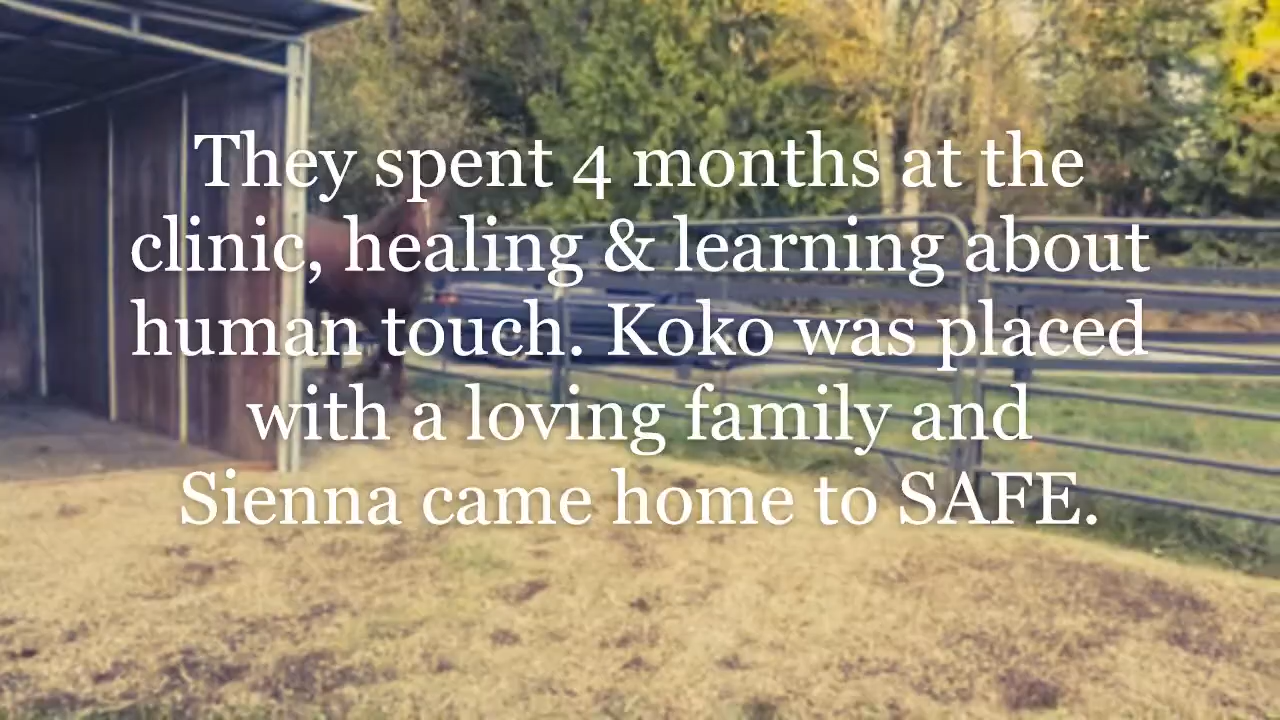 They spent 4 months at the
clinic, healing & learning about
human touch. Koko was placed
with a loving family and
Sienna came home to SAFE.